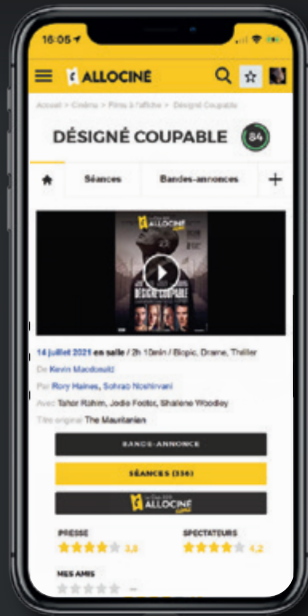 16:05
ALLOCINÉ
Accueil > Cinéma > Films à l'affiche > Désigné Coupable
DÉSIGNÉ COUPABLE 84
Séances Bandes-annonces +
ALLOCINÉ
DÉSIGNÉ COUPABLE
14 juillet 2021 en salle / 2h 10min / Biopic, Drame, Thriller
De Kevin Macdonald
Par Rory Haines, Sohrab Noshirvani
Avec Tahar Rahim, Jodie Foster, Shailene Woodley
Titre original The Mauritanian
BANDE-ANNONCE
SÉANCES (336)
ALLOCINÉ
PRESSE SPECTATEURS
3,8 4,2
MES AMIS
--